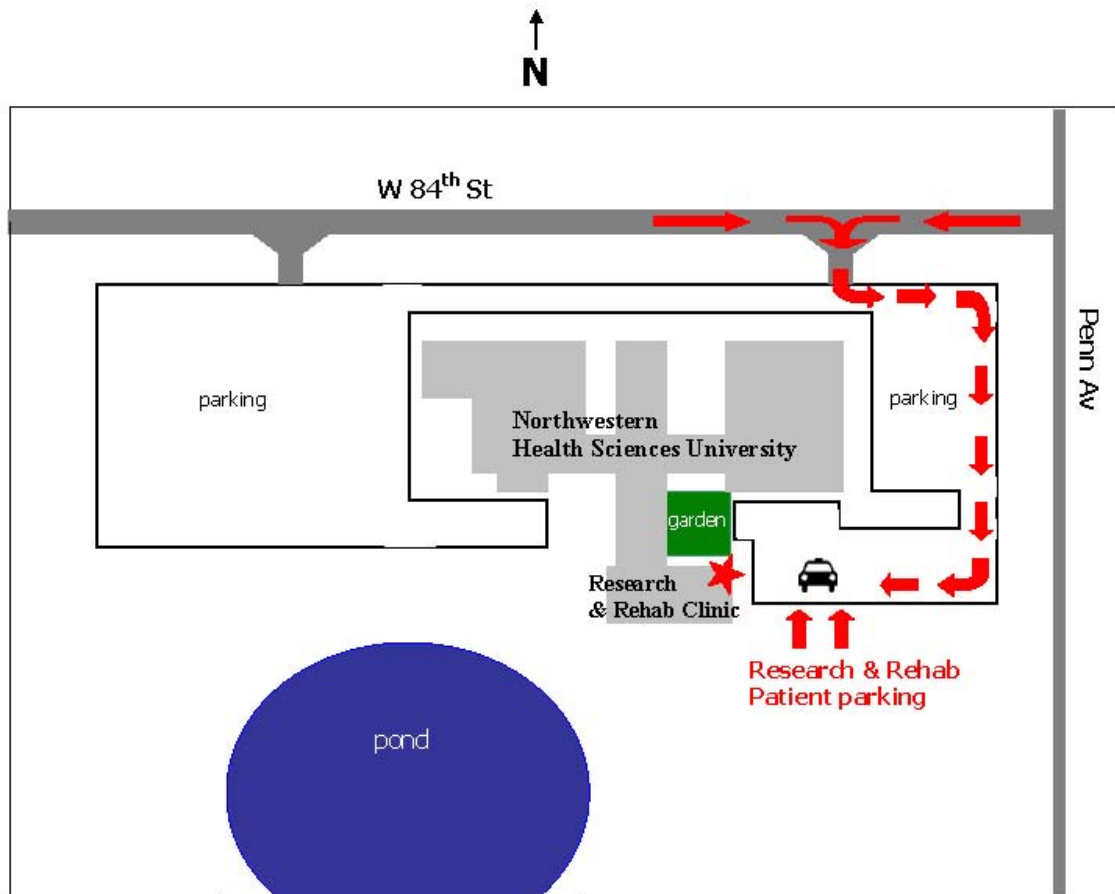 N
W 84th St
Penn Av
parking
parking
Northwestern
Health Sciences University
garden
Research
& Rehab Clinic
Research & Rehab
Patient parking
pond